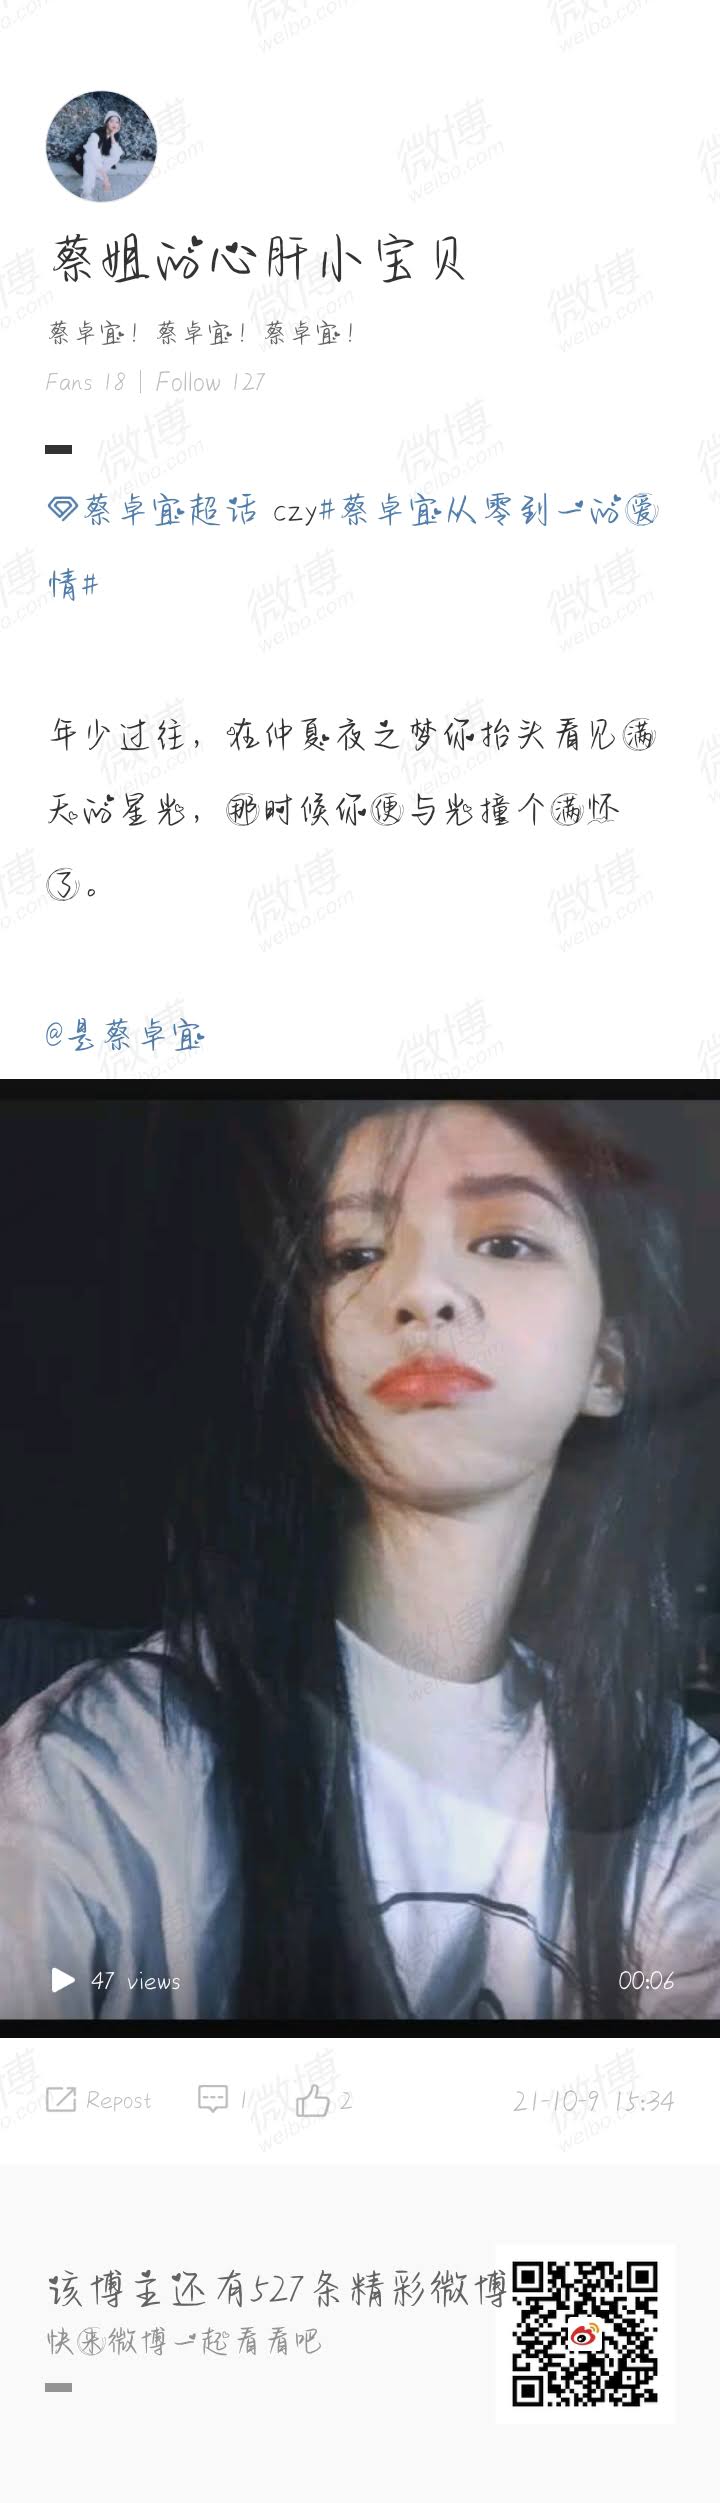 蔡姐的心肝小宝贝
蔡卓宜！蔡卓宜！蔡卓宜！
Fans 18 | Follow 127
蔡卓宜超话 czy#蔡卓宜从零到一的爱
情#
年少过往，在仲夏夜之梦你抬头看见满
天的星光，那时候你便与光撞个满怀
了。
@是蔡卓宜
47 views 00:06
Repost 1 2 21-10-9 15:34
该博主还有527条精彩微博
快来微博一起看看吧
微博
weibo.com